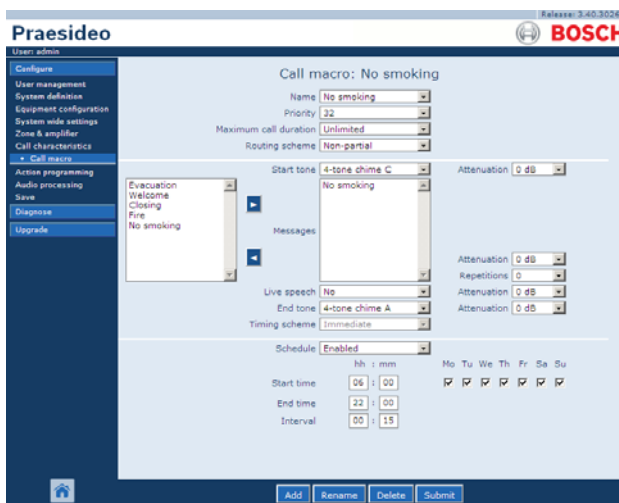 Release: 3.40.3026
Praesideo
BOSCH
User: admin
Configure
User management
System definition
Equipment configuration
System wide settings
Zone & amplifier
Call characteristics
• Call macro
Action programming
Audio processing
Save
Diagnose
Upgrade
Call macro: No smoking
Name No smoking
Priority 32
Maximum call duration Unlimited
Routing scheme Non-partial
Start tone 4-tone chime C Attenuation 0 dB
Evacuation
Welcome
Closing
Fire
No smoking
Messages
No smoking
Attenuation 0 dB
Repetitions 0
Live speech No Attenuation 0 dB
End tone 4-tone chime A Attenuation 0 dB
Timing scheme Immediate
Schedule Enabled
hh : mm Mo Tu We Th Fr Sa Su
Start time 06 : 00
End time 22 : 00
Interval 00 : 15
Add Rename Delete Submit